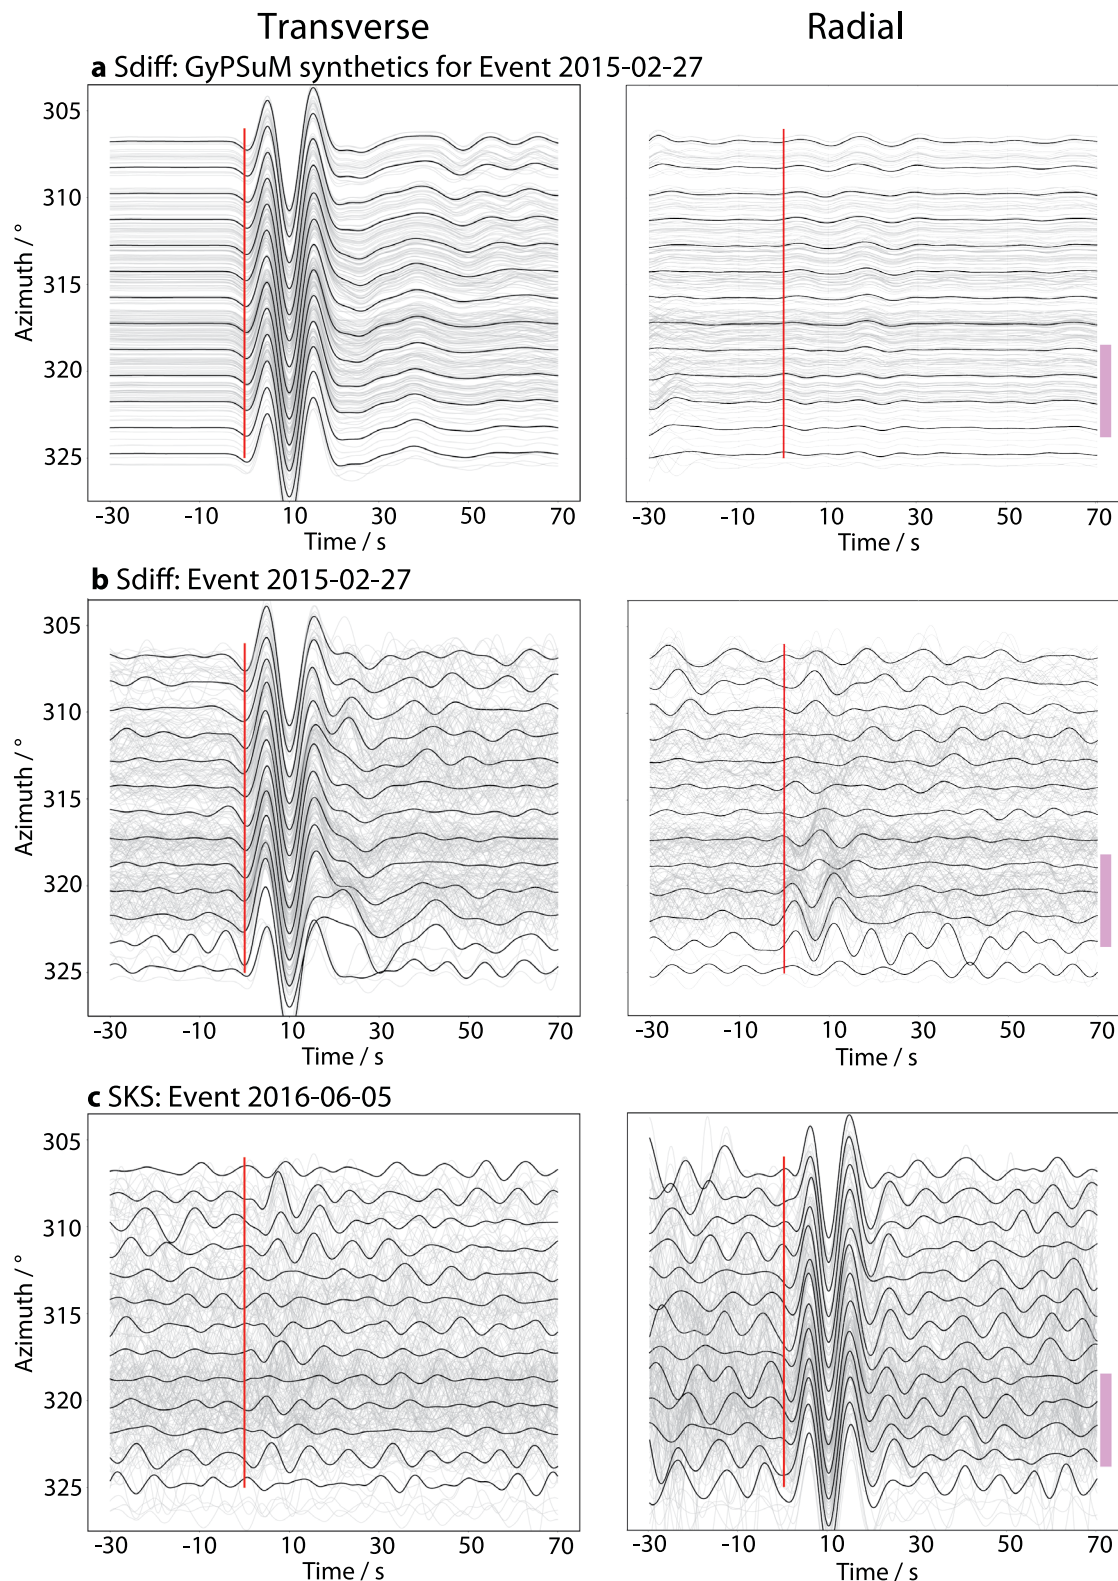 Transverse Radial
a Sdiff: GyPSuM synthetics for Event 2015-02-27
305
310
315
320
325
Azimuth / °
-30 -10 10 30 50 70
Time / s
-30 -10 10 30 50 70
Time / s
b Sdiff: Event 2015-02-27
305
310
315
320
325
Azimuth / °
-30 -10 10 30 50 70
Time / s
-30 -10 10 30 50 70
Time / s
c SKS: Event 2016-06-05
305
310
315
320
325
Azimuth / °
-30 -10 10 30 50 70
Time / s
-30 -10 10 30 50 70
Time / s